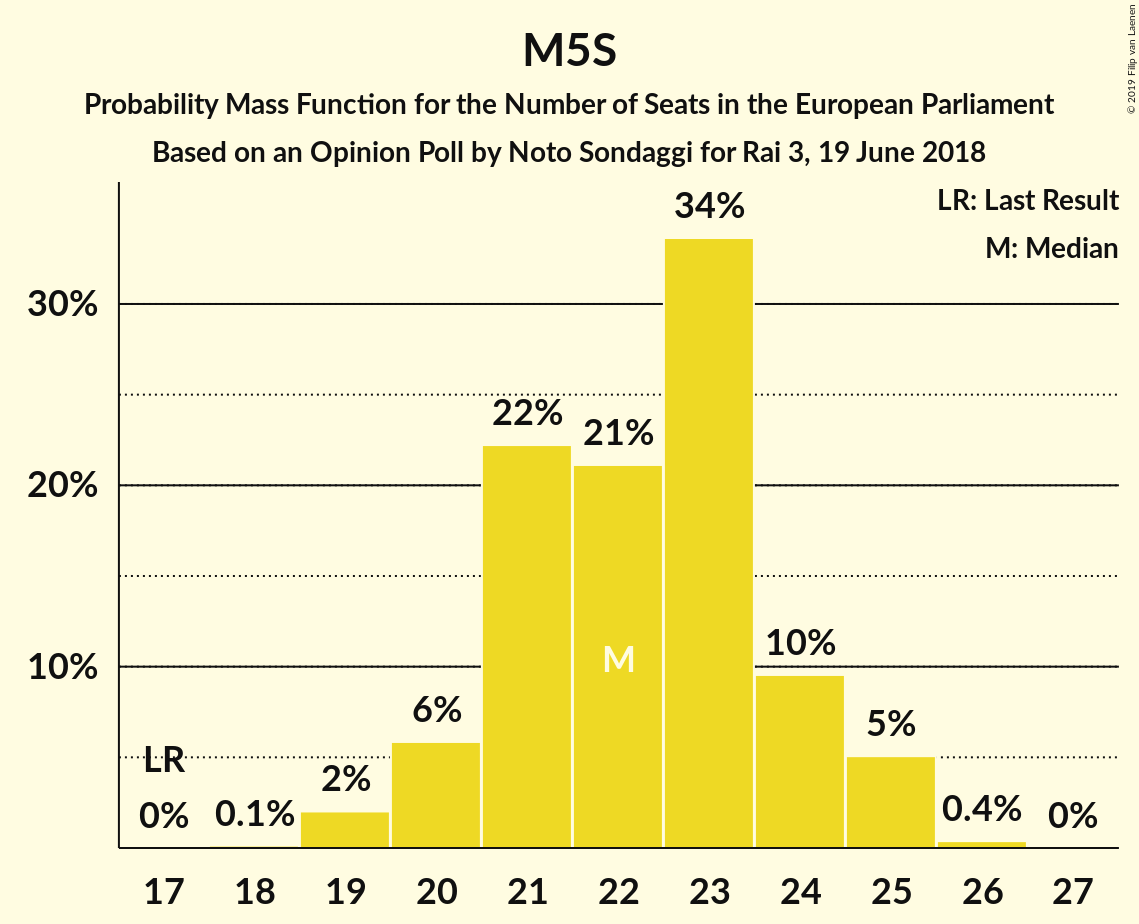 M5S
Probability Mass Function for the Number of Seats in the European Parliament
Based on an Opinion Poll by Noto Sondaggi for Rai 3, 19 June 2018
© 2019 Filip van Laenen
LR: Last Result
M: Median
30%
20%
10%
LR
0%
0.1%
2%
6%
22%
21%
M
34%
10%
5%
0.4%
0%
17 18 19 20 21 22 23 24 25 26 27